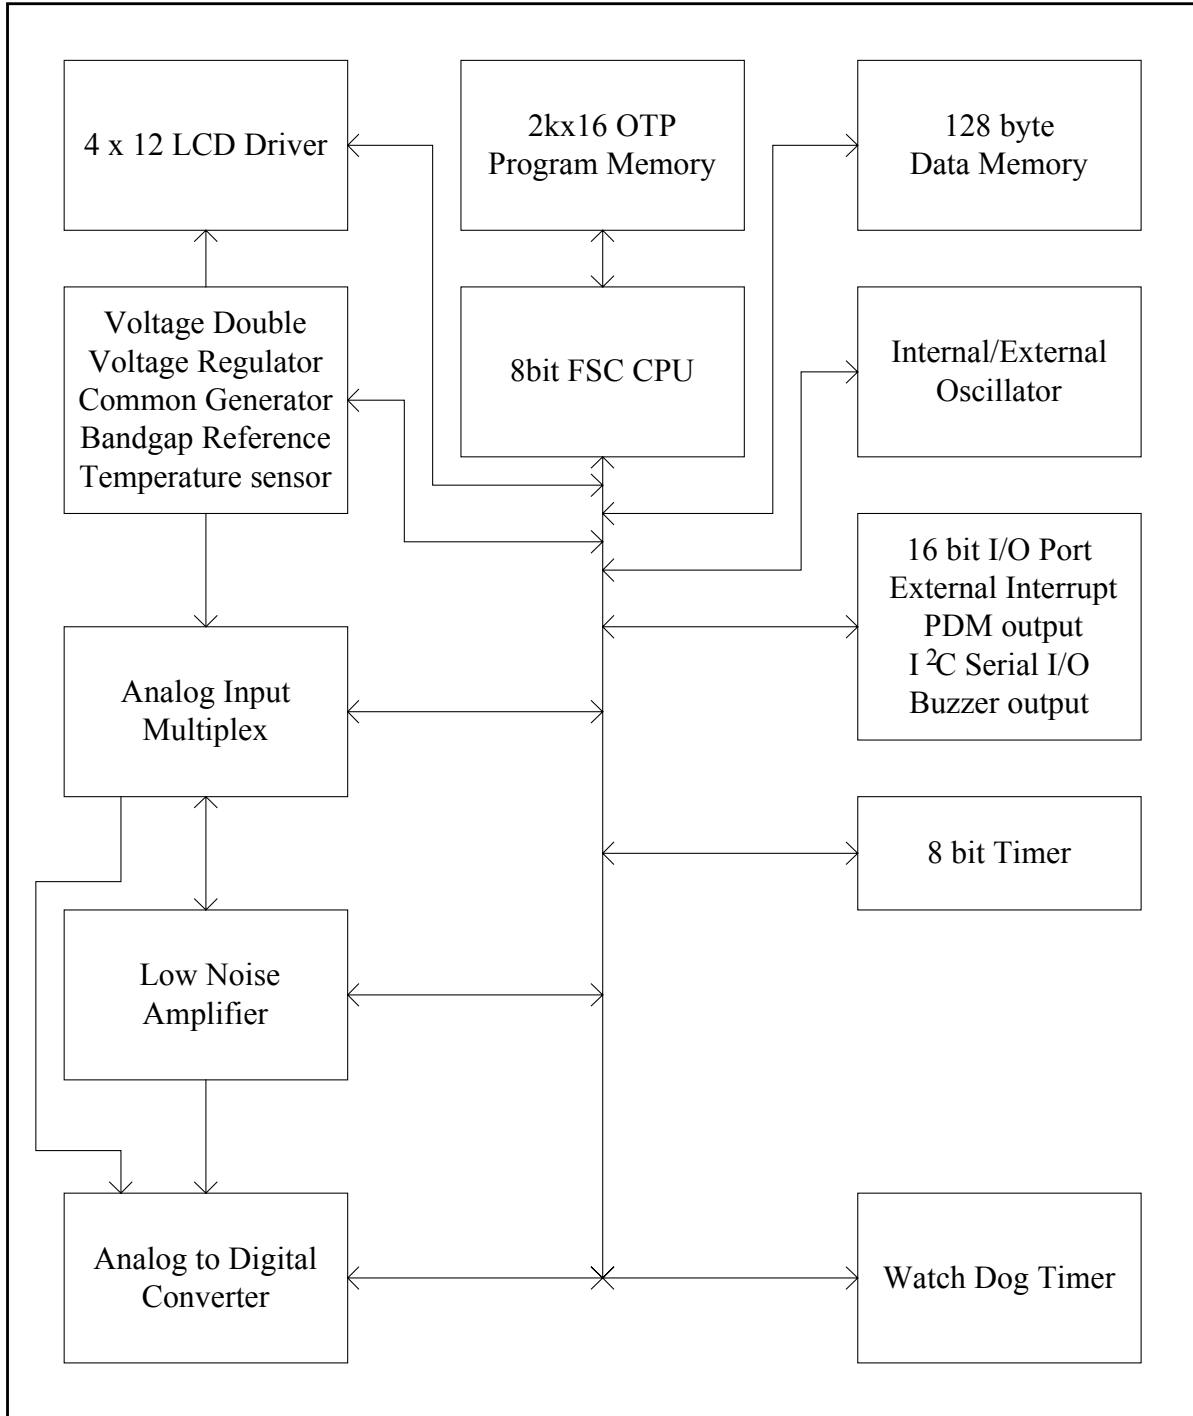 4 x 12 LCD Driver
2kx16 OTP
Program Memory
128 byte
Data Memory
Voltage Double
Voltage Regulator
Common Generator
Bandgap Reference
Temperature sensor
8bit FSC CPU
Internal/External
Oscillator
16 bit I/O Port
External Interrupt
PDM output
I ²C Serial I/O
Buzzer output
Analog Input
Multiplex
8 bit Timer
Low Noise
Amplifier
Analog to Digital
Converter
Watch Dog Timer